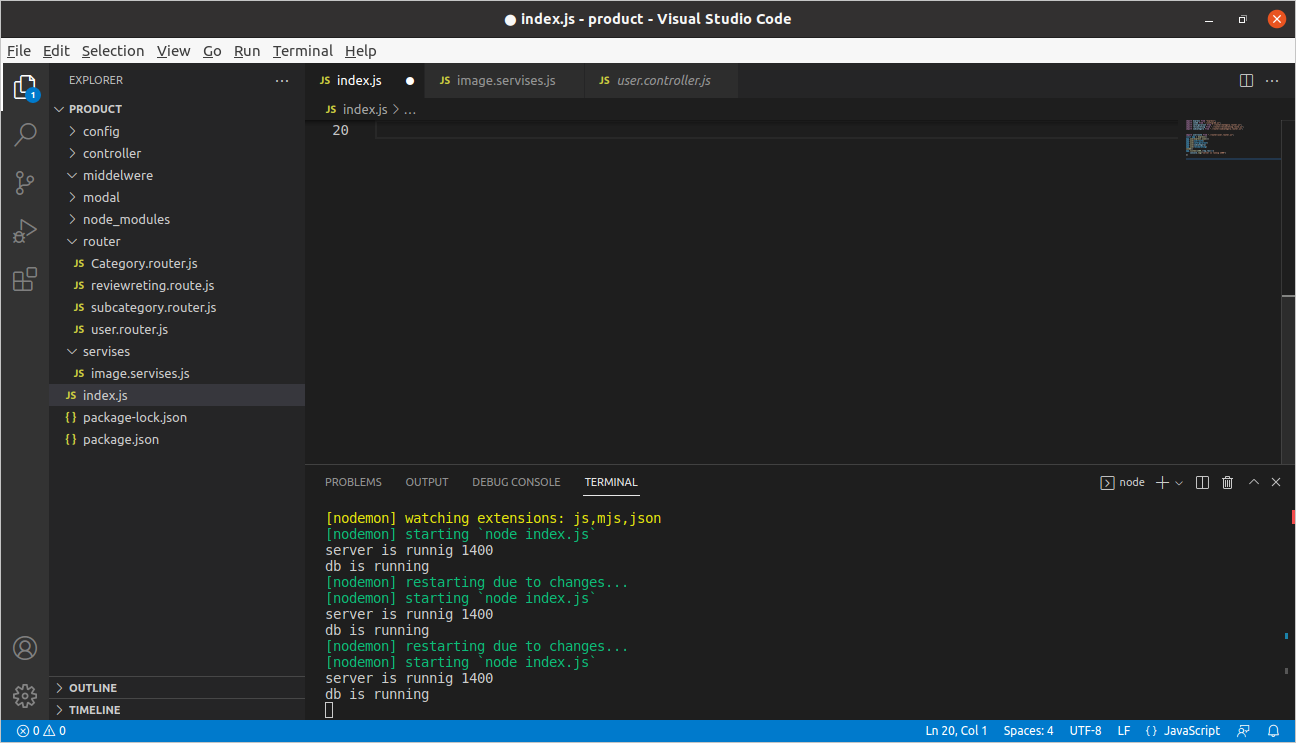 ● index.js - product - Visual Studio Code
File Edit Selection View Go Run Terminal Help
1
EXPLORER ···
PRODUCT
config
controller
middelwere
modal
node_modules
router
JS Category.router.js
JS reviewreting.route.js
JS subcategory.router.js
JS user.router.js
servises
JS image.servises.js
JS index.js
{ } package-lock.json
{ } package.json
OUTLINE
TIMELINE
JS index.js ● JS image.servises.js JS user.controller.js ···
JS index.js > ...
20
PROBLEMS OUTPUT DEBUG CONSOLE TERMINAL node
[nodemon] watching extensions: js,mjs,json
[nodemon] starting `node index.js`
server is runnig 1400
db is running
[nodemon] restarting due to changes...
[nodemon] starting `node index.js`
server is runnig 1400
db is running
[nodemon] restarting due to changes...
[nodemon] starting `node index.js`
server is runnig 1400
db is running
0 0 Ln 20, Col 1 Spaces: 4 UTF-8 LF { } JavaScript